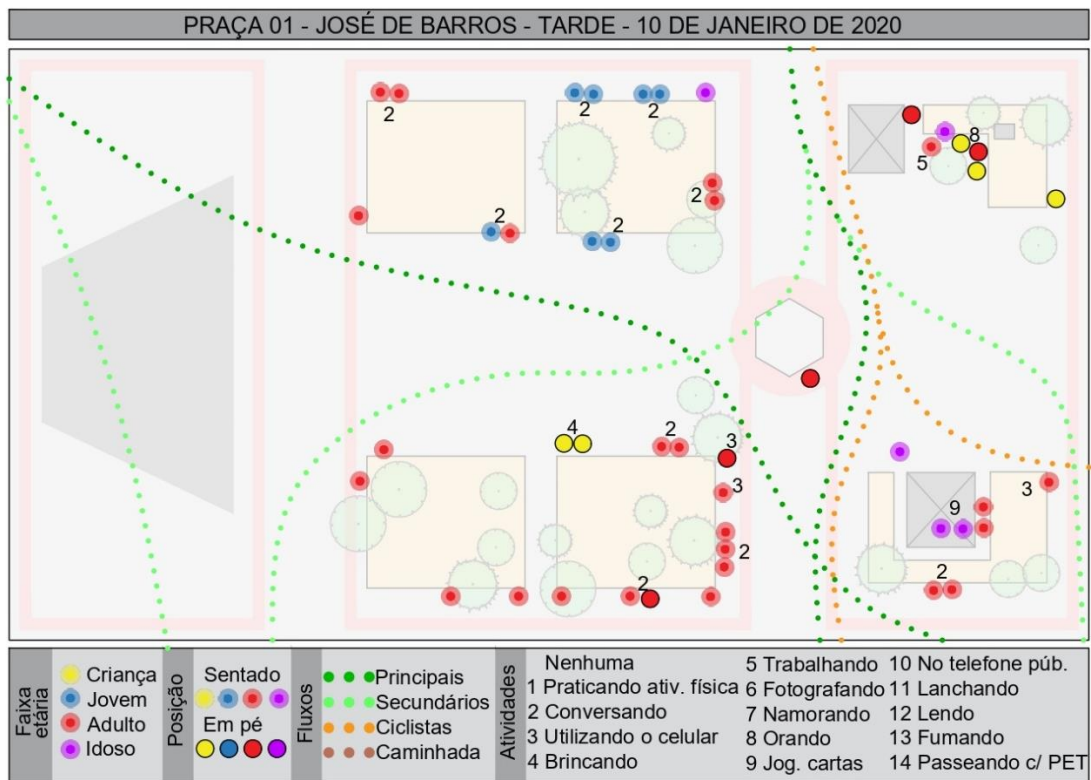 PRAÇA 01 - JOSÉ DE BARROS - TARDE - 10 DE JANEIRO DE 2020
2
2
2
8
5
2
2
2
4
2
3
3
3
9
2
2
2
Faixa etária
Criança
Jovem
Adulto
Idoso
Posição
Sentado
Em pé
Fluxos
Principais
Secundários
Ciclistas
Caminhada
Atividades
Nenhuma
1 Praticando ativ. física
2 Conversando
3 Utilizando o celular
4 Brincando
5 Trabalhando
6 Fotografando
7 Namorando
8 Orando
9 Jog. cartas
10 No telefone púb.
11 Lanchando
12 Lendo
13 Fumando
14 Passeando c/ PET